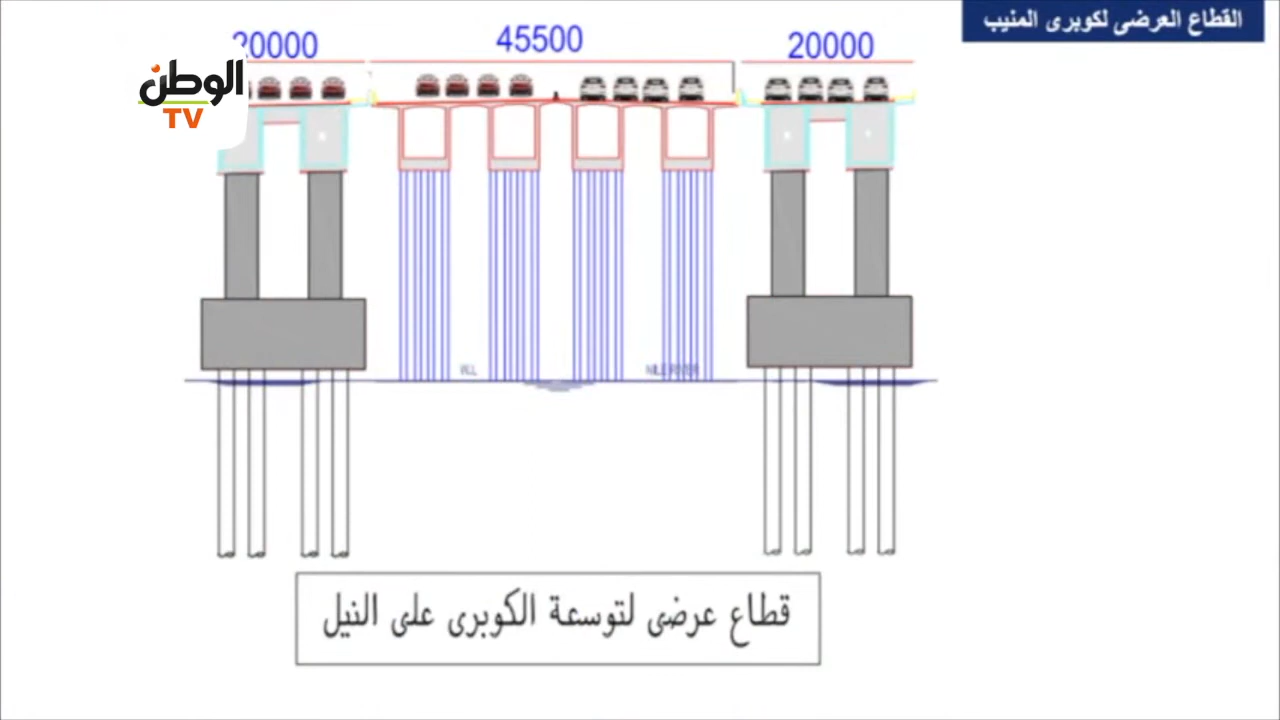 القطاع العرضى لكوبرى المنيب
20000
45500
20000
الوطن
TV
قطاع عرضى لتوسعة الكوبرى على النيل